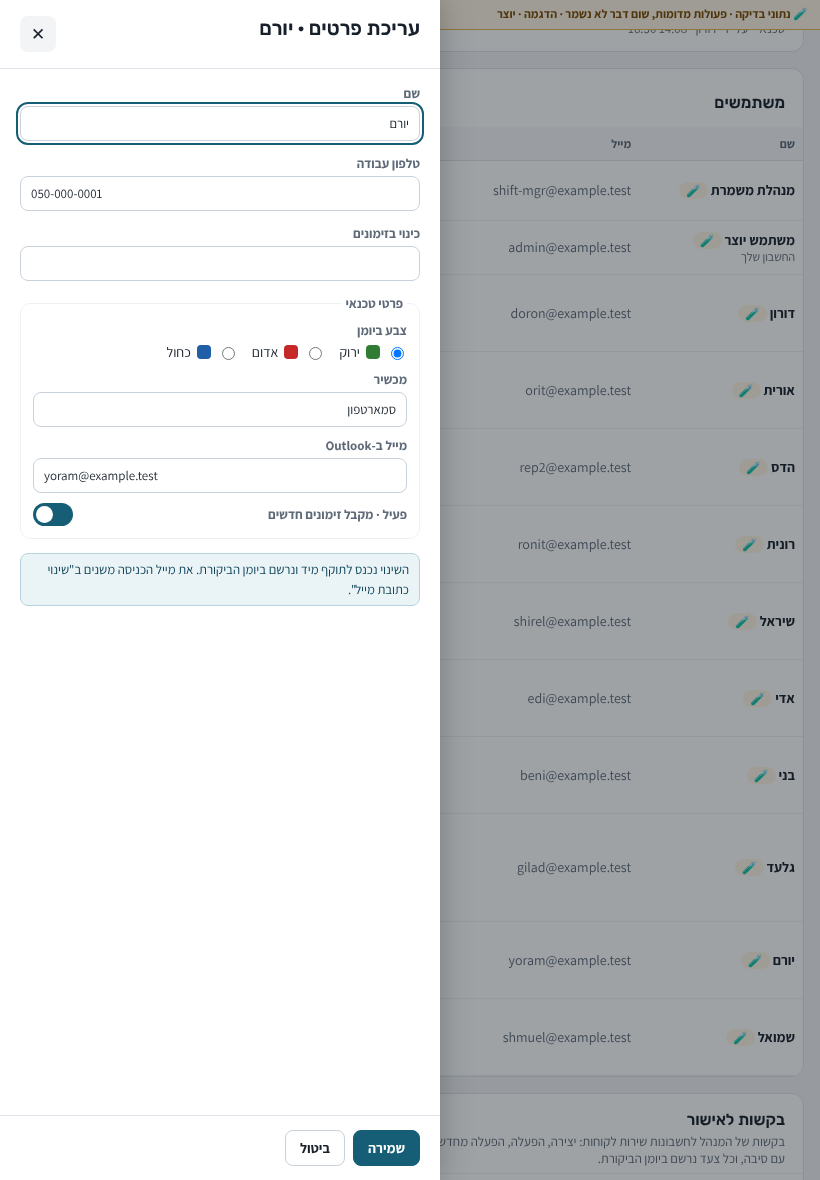 🧪 נתוני בדיקה · פעולות מדומות, שום דבר לא נשמר · הדגמה · יוצר
משתמשים
שם
מייל
מנהלת משמרת 🧪
shift-mgr@example.test
משתמש יוצר 🧪
החשבון שלך
admin@example.test
דורון 🧪
doron@example.test
אורית 🧪
orit@example.test
הדס 🧪
rep2@example.test
רונית 🧪
ronit@example.test
שיראל 🧪
shirel@example.test
אדי 🧪
edi@example.test
בני 🧪
beni@example.test
גלעד 🧪
gilad@example.test
יורם 🧪
yoram@example.test
שמואל 🧪
shmuel@example.test
בקשות לאישור
בקשות של המנהל לחשבונות שירות לקוחות: יצירה, הפעלה, הפעלה מחדש
עם סיבה, וכל צעד נרשם ביומן הביקורת.
עריכת פרטים • יורם
✕
שם
יורם
טלפון עבודה
050-000-0001
כינוי בזימונים
פרטי טכנאי
צבע ביומן
ירוק
אדום
כחול
מכשיר
סמארטפון
מייל ב-Outlook
yoram@example.test
פעיל · מקבל זימונים חדשים
השינוי נכנס לתוקף מיד ונרשם ביומן הביקורת. את מייל הכניסה משנים ב"שינוי
כתובת מייל".
שמירה
ביטול